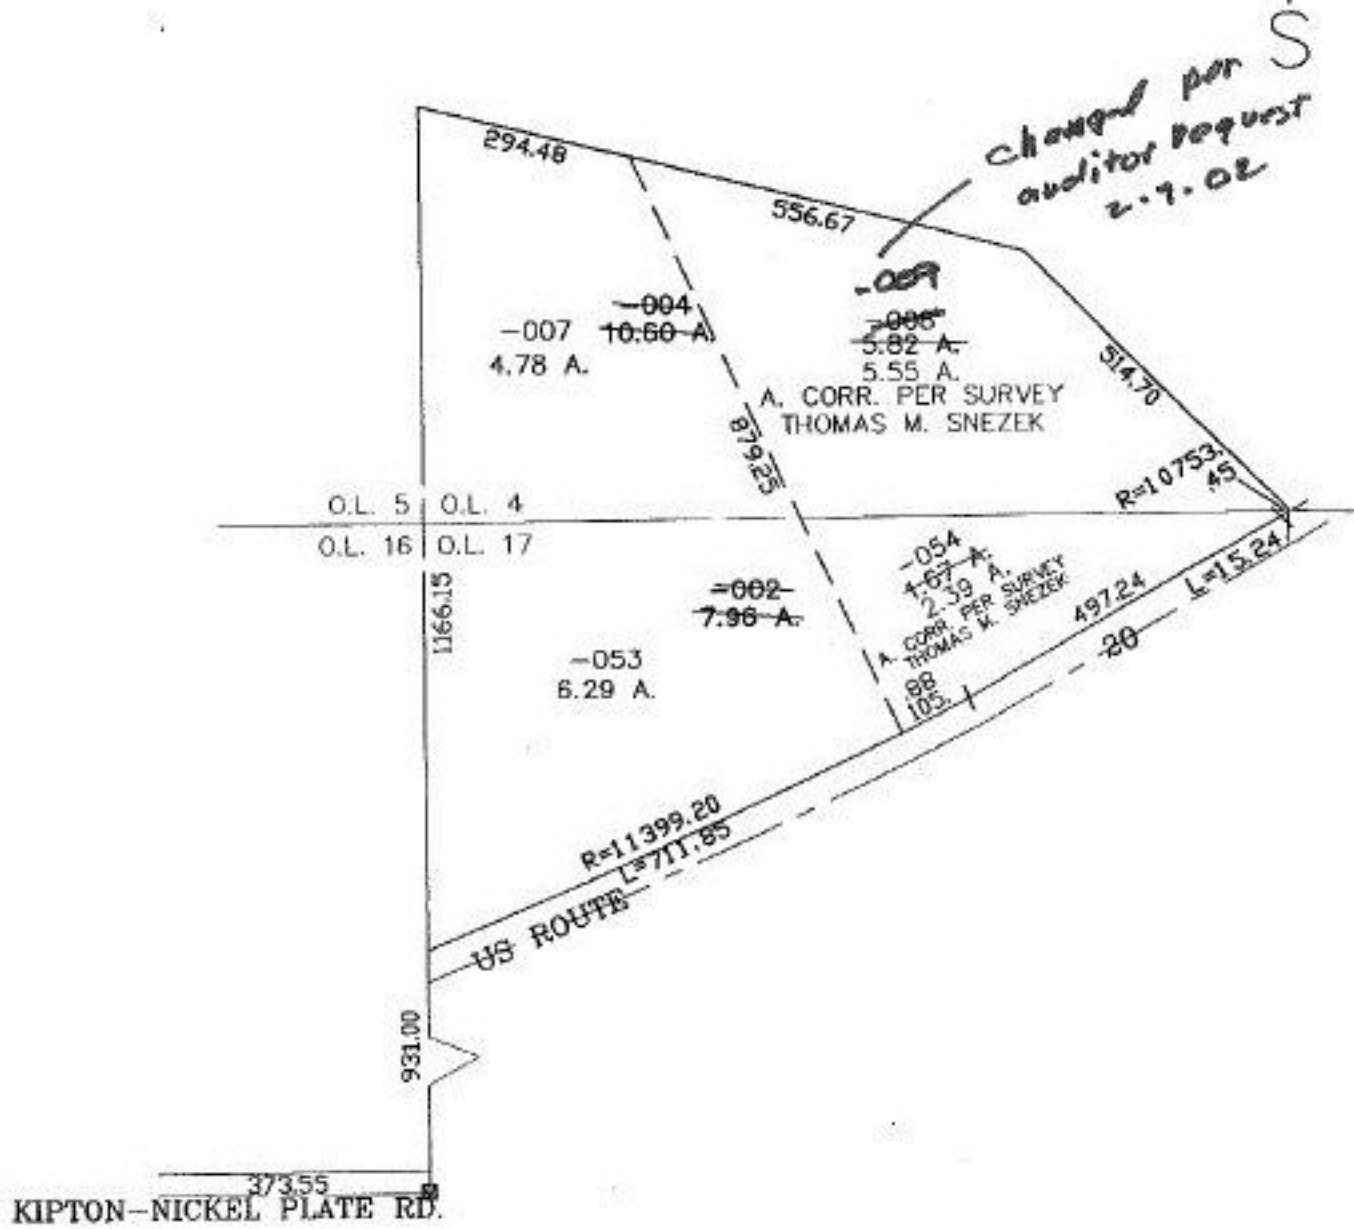 S
changed per
auditor request
2.9.02
294.48
556.67
-009
-004
10.60 A.
-007
4.78 A.
-008
5.82 A.
5.55 A.
A. CORR. PER SURVEY
THOMAS M. SNEZEK
514.70
879.25
R=10753.
45
O.L. 5 O.L. 4
O.L. 16 O.L. 17
1166.15
-054
2.39 A.
A. CORR. PER SURVEY
THOMAS M. SNEZEK
497.24
L=15.24
20
-002
7.96 A.
-053
6.29 A.
.88
105.
R=11399.20
L=711.85
US ROUTE
931.00
373.55
KIPTON-NICKEL PLATE RD.